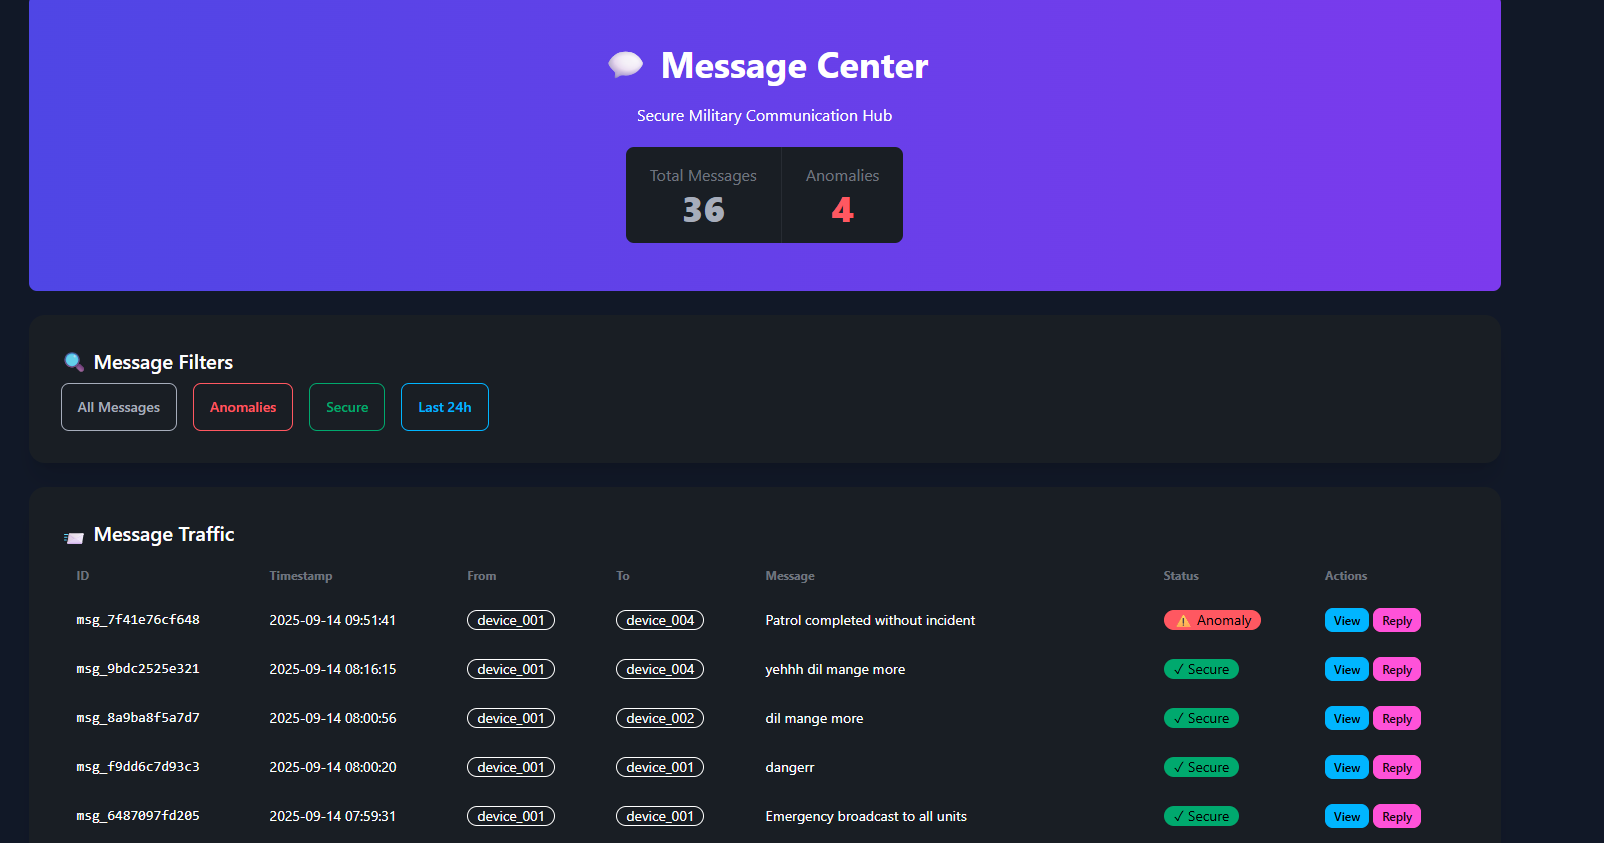 Message Center
Secure Military Communication Hub
Total Messages Anomalies
36 4
Message Filters
All Messages Anomalies Secure Last 24h
Message Traffic
ID Timestamp From To Message Status Actions
msg_7f41e76cf648 2025-09-14 09:51:41 device_001 device_004 Patrol completed without incident Anomaly View Reply
msg_9bdc2525e321 2025-09-14 08:16:15 device_001 device_004 yehhh dil mange more ✓ Secure View Reply
msg_8a9ba8f5a7d7 2025-09-14 08:00:56 device_001 device_002 dil mange more ✓ Secure View Reply
msg_f9dd6c7d93c3 2025-09-14 08:00:20 device_001 device_001 dangerr ✓ Secure View Reply
msg_6487097fd205 2025-09-14 07:59:31 device_001 device_001 Emergency broadcast to all units ✓ Secure View Reply